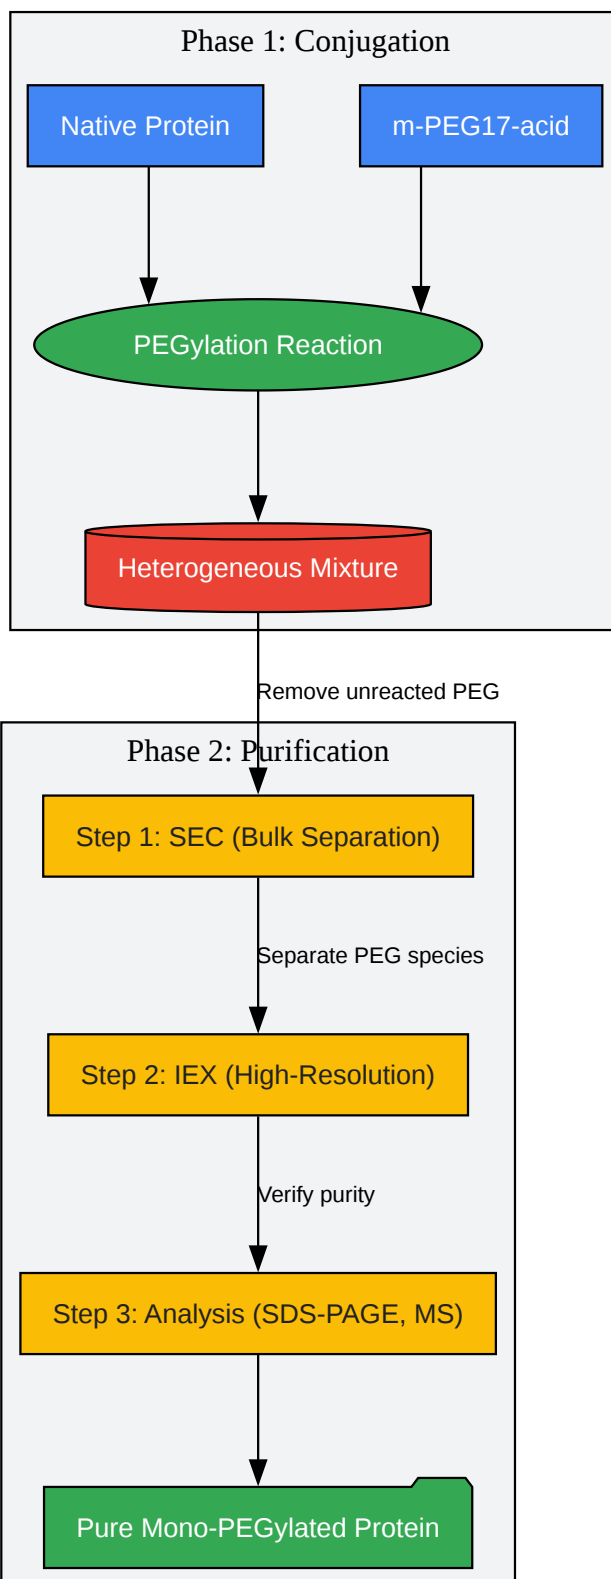 Phase 1: Conjugation
Native Protein
m-PEG17-acid
PEGylation Reaction
Heterogeneous Mixture
Remove unreacted PEG
Phase 2: Purification
Step 1: SEC (Bulk Separation)
Separate PEG species
Step 2: IEX (High-Resolution)
Verify purity
Step 3: Analysis (SDS-PAGE, MS)
Pure Mono-PEGylated Protein